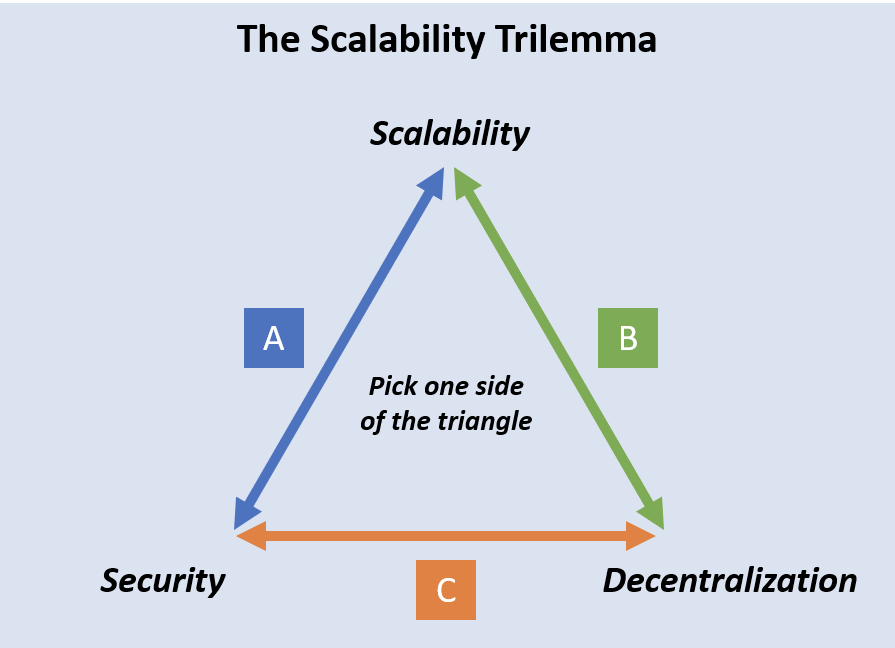 The Scalability Trilemma
Scalability
A
B
Pick one side
of the triangle
Security
Decentralization
C